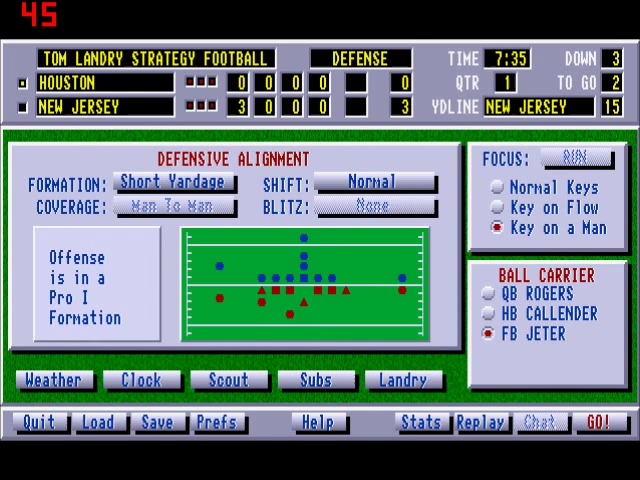 45
TOM LANDRY STRATEGY FOOTBALL DEFENSE TIME 7:35 DOWN 3
HOUSTON 0 0 0 0 0 QTR 1 TO GO 2
NEW JERSEY 3 0 0 0 3 YDLINE NEW JERSEY 15
DEFENSIVE ALIGNMENT
FORMATION: Short Yardage SHIFT: Normal
COVERAGE: Man To Man BLITZ: None
Offense
is in a
Pro I
Formation
FOCUS: RUN
Normal Keys
Key on Flow
Key on a Man
BALL CARRIER
QB ROGERS
HB CALLENDER
FB JETER
Weather Clock Scout Subs Landry
Quit Load Save Prefs Help Stats Replay Chat GO!